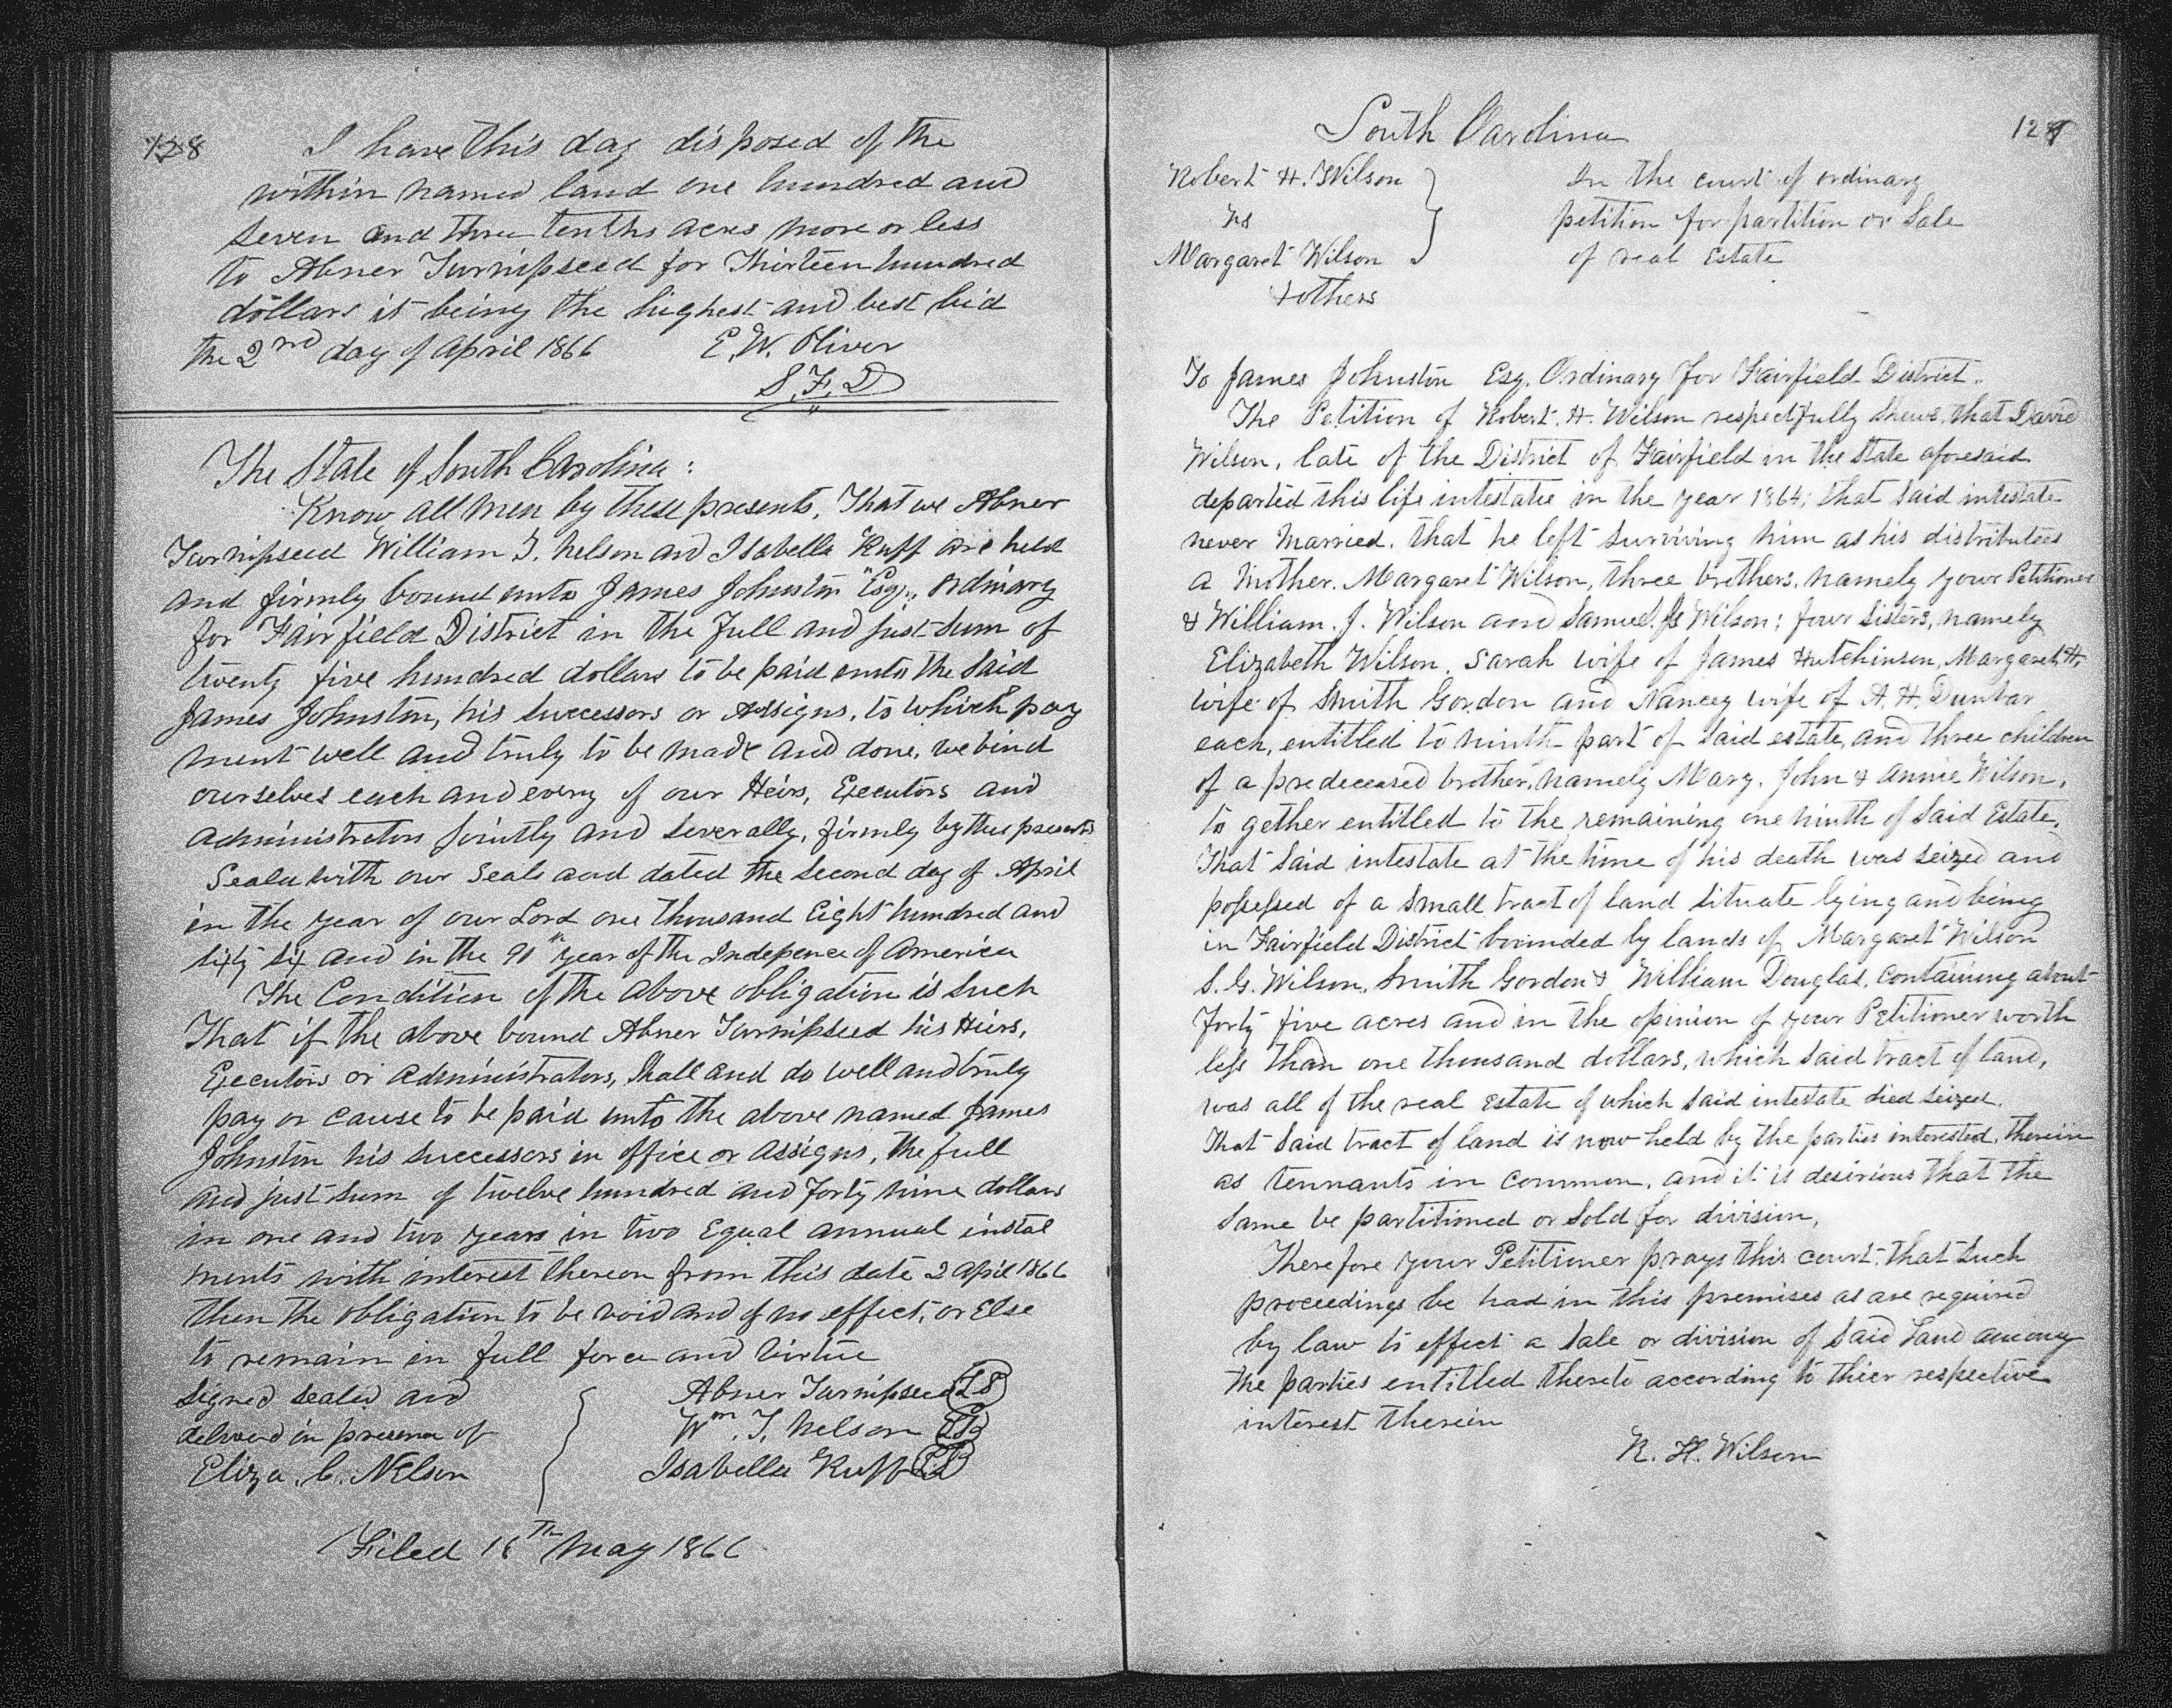 128
I have this day disposed of the
within named land one hundred and
seven and three tenths acres more or less
to Abner Turnipseed for Thirteen hundred
dollars it being the highest and best bid
the 2nd day of April 1866 E. W. Oliver
S. F. D
The State of South Carolina:
Know all men by these presents, That we Abner
Turnipseed William T. Nelson and Isabella Ruff are held
and firmly bound unto James Johnston "Esq", Ordinary
for Fairfield District in the Full and just Sum of
twenty five hundred dollars to be paid unto the said
James Johnston, his successors or Assigns, to which pay
ment well and truly to be made and done, we bind
ourselves each and every of our Heirs, Executors and
administrators jointly and severally, firmly by thes presents
Seald with our Seals and dated the second day of April
in the year of our Lord one thousand Eight hundred and
sixty six and in the 90th year of the Indepence of America
The Condition of the above obligation is such
That if the above bound Abner Turnipseed his Heirs,
Executors or administrators, Shall and do well and truly
pay or cause to be paid unto the above named James
Johnston his successors in office or assigns, the full
and just sum of twelve hundred and forty nine dollars
in one and two years in two Equal annual instal
ments with interest thereon from this date 2 April 1866
then the obligation to be void and of no effect, or Else
to remain in full force and virtue
Signed sealed and Abner Turnipseed LS
delivered in presence of Wm. T. Nelson LS
Eliza. C. Nelson Isabella Ruff LS
Filed 18th May 1866
South Carolina 129
Robert H. Wilson In the court of ordinary
vs petition for partition or Sale
Margaret Wilson of real Estate
& others
To James Johnston Esq. Ordinary for Fairfield District.
The Petition of Robert. H. Wilson respectfully shews, that David
Wilson, late of the District of Fairfield in the State aforesaid
departed this life intestate in the year 1864; that said intestate
never married. that he left surviving him as his distributees
a mother. Margaret Wilson, three brothers, namely your Petitioner
& William. J. Wilson and Samuel. G. Wilson; four Sisters, namely
Elizabeth Wilson, Sarah wife of James Hutchinson, Margaret H.
wife of Smith Gordon and Nancey wife of A. H. Dunbar
each, entitled to ninth part of said estate, and three children
of a predeceased brother, namely Mary, John & Annie Wilson,
to gether entitled to the remaining one ninth of said Estate,
That said intestate at the time of his death was seized and
possessed of a small tract of land situate lying and being
in Fairfield District bounded by lands of Margaret Wilson
S. G. Wilson, Smith Gordon & William Douglas, containing about
forty five acres and in the opinion of your Petitioner worth
less than one thousand dollars, which said tract of land,
was all of the real estate of which said intestate died seized.
That said tract of land is now held by the parties interested, therein
as tennants in common, and it is desirious that the
same be partitioned or sold for division,
Therefore your Petitioner prays this court, that such
proceedings be had in this premises as are required
by law to effect a sale or division of said Land among
the parties entitled thereto according to thier respective
interest therein
R. H. Wilson